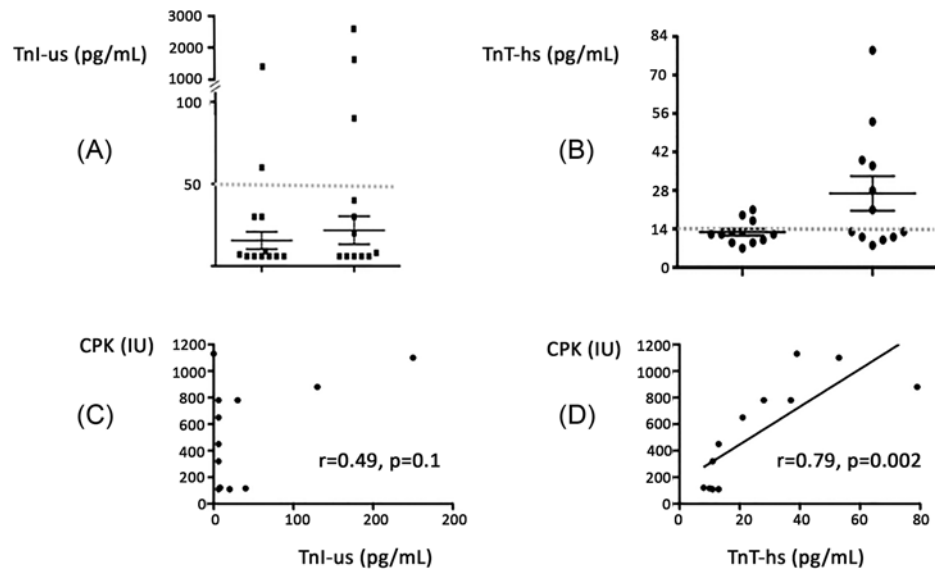 TnI-us (pg/mL)
3000
2000
1000
100
50
(A)
TnT-hs (pg/mL)
84
70
56
42
28
14
0
(B)
CPK (IU)
1200
1000
800
600
400
200
0
(C)
r=0.49, p=0.1
0 100 200 200
TnI-us (pg/mL)
CPK (IU)
1200
1000
800
600
400
200
0
(D)
r=0.79, p=0.002
0 20 40 60 80
TnT-hs (pg/mL)